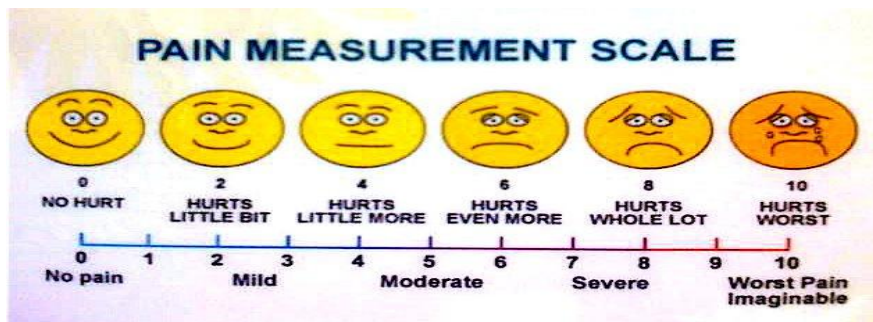 PAIN MEASUREMENT SCALE
0 2 4 6 8 10
NO HURT HURTS HURTS HURTS HURTS HURTS
LITTLE BIT LITTLE MORE EVEN MORE WHOLE LOT WORST
0 1 2 3 4 5 6 7 8 9 10
No pain Mild Moderate Severe Worst Pain
Imaginable